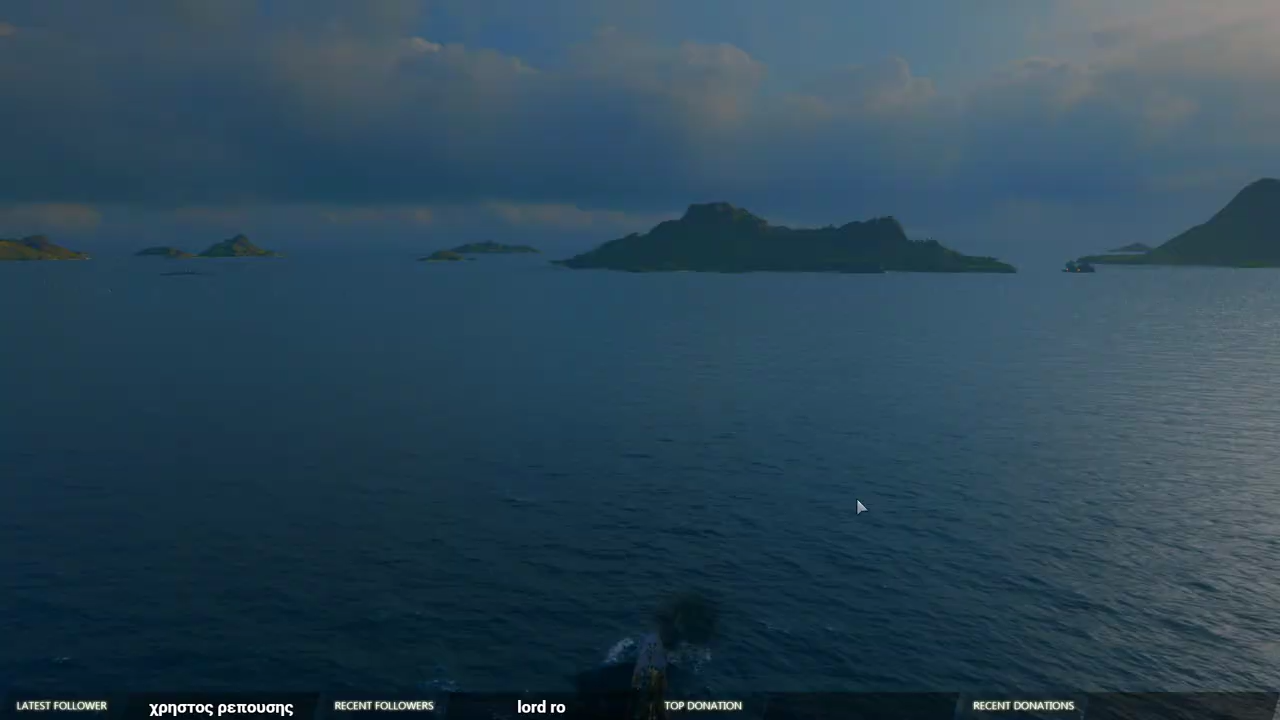 LATEST FOLLOWER χρηστος ρεπουσης RECENT FOLLOWERS lord ro TOP DONATION RECENT DONATIONS